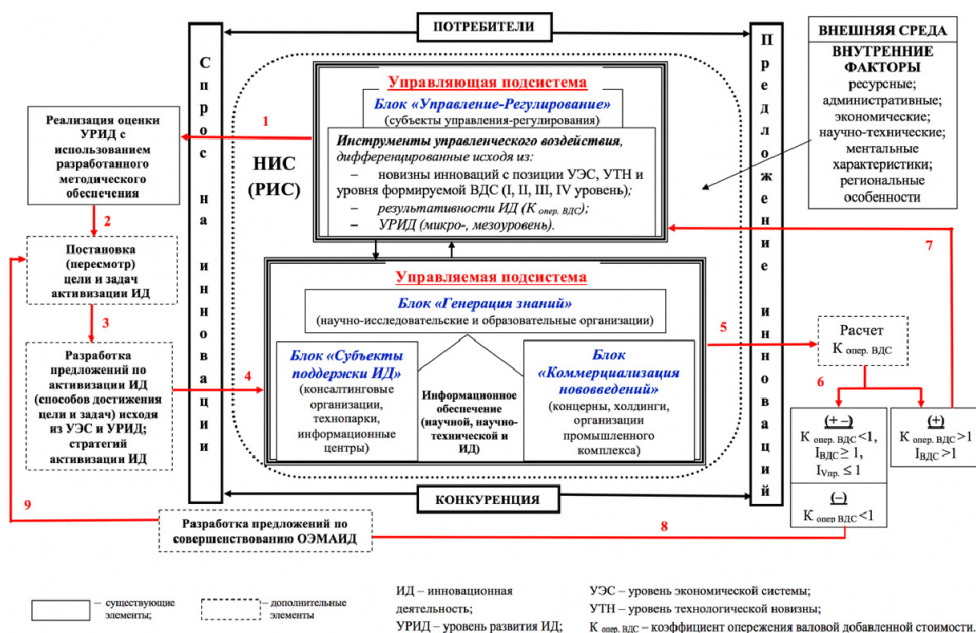 ПОТРЕБИТЕЛИ
Спрос на инновации
Предложение инноваций
ВНЕШНЯЯ СРЕДА
ВНУТРЕННИЕ
ФАКТОРЫ
ресурсные;
административные;
экономические;
научно-технические;
ментальные
характеристики;
региональные
особенности
НИС
(РИС)
Управляющая подсистема
Блок «Управление-Регулирование»
(субъекты управления-регулирования)
Инструменты управленческого воздействия,
дифференцированные исходя из:
– новизны инноваций с позиции УЭС, УТН и
уровня формируемой ВДС (I, II, III, IV уровень);
– результативности ИД (К опер. ВДС);
– УРИД (микро-, мезоуровень).
1
Реализация оценки
УРИД с
использованием
разработанного
методического
обеспечения
2
Постановка
(пересмотр)
цели и задач
активизации ИД
3
Разработка
предложений по
активизации ИД
(способов достижения
цели и задач) исходя
из УЭС и УРИД;
стратегий
активизации ИД
4
Управляемая подсистема
Блок «Генерация знаний»
(научно-исследовательские и образовательные организации)
Блок «Субъекты
поддержки ИД»
(консалтинговые
организации,
технопарки,
информационные
центры)
Информационное
обеспечение
(научной, научно-
технической и
ИД)
Блок
«Коммерциализация
нововведений»
(концерны, холдинги,
организации
промышленного
комплекса)
5
Расчет
К опер. ВДС
6
7
(+ –)
К опер. ВДС <1,
I ВДС ≥ 1,
I Vпр. ≤ 1
(–)
К опер ВДС <1
(+)
К опер. ВДС >1
I ВДС >1
8
КОНКУРЕНЦИЯ
9
Разработка предложений по
совершенствованию ОЭМАИД
– существующие
элементы;
– дополнительные
элементы
ИД – инновационная
деятельность;
УРИД – уровень развития ИД;
УЭС – уровень экономической системы;
УТН – уровень технологической новизны;
К опер. ВДС – коэффициент опережения валовой добавленной стоимости.